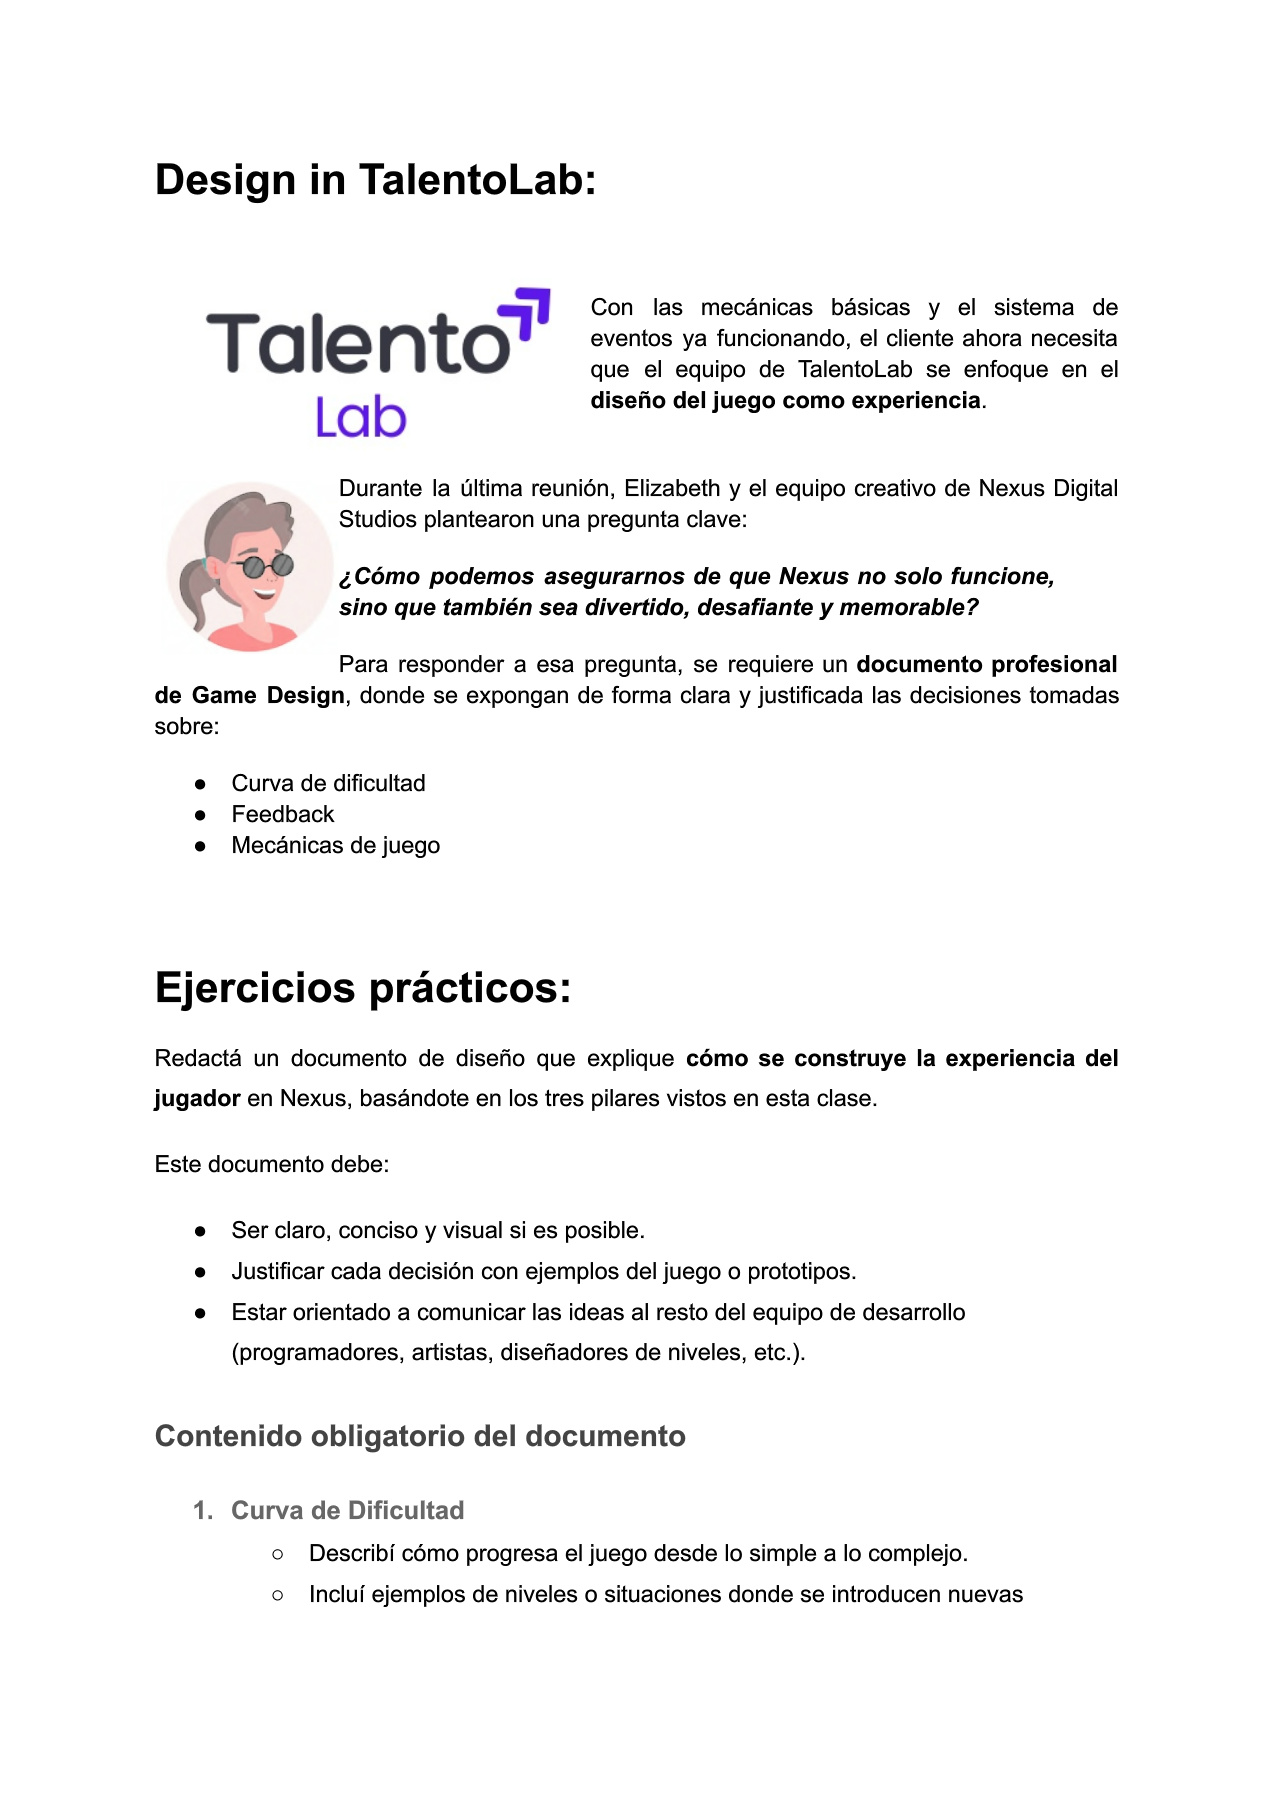 Design in TalentoLab:
Talento
Lab
Con las mecánicas básicas y el sistema de
eventos ya funcionando, el cliente ahora necesita
que el equipo de TalentoLab se enfoque en el
diseño del juego como experiencia.
Durante la última reunión, Elizabeth y el equipo creativo de Nexus Digital
Studios plantearon una pregunta clave:
¿Cómo podemos asegurarnos de que Nexus no solo funcione,
sino que también sea divertido, desafiante y memorable?
Para responder a esa pregunta, se requiere un documento profesional
de Game Design, donde se expongan de forma clara y justificada las decisiones tomadas
sobre:
● Curva de dificultad
● Feedback
● Mecánicas de juego
Ejercicios prácticos:
Redactá un documento de diseño que explique cómo se construye la experiencia del
jugador en Nexus, basándote en los tres pilares vistos en esta clase.
Este documento debe:
● Ser claro, conciso y visual si es posible.
● Justificar cada decisión con ejemplos del juego o prototipos.
● Estar orientado a comunicar las ideas al resto del equipo de desarrollo
(programadores, artistas, diseñadores de niveles, etc.).
Contenido obligatorio del documento
1. Curva de Dificultad
○ Describí cómo progresa el juego desde lo simple a lo complejo.
○ Incluí ejemplos de niveles o situaciones donde se introducen nuevas